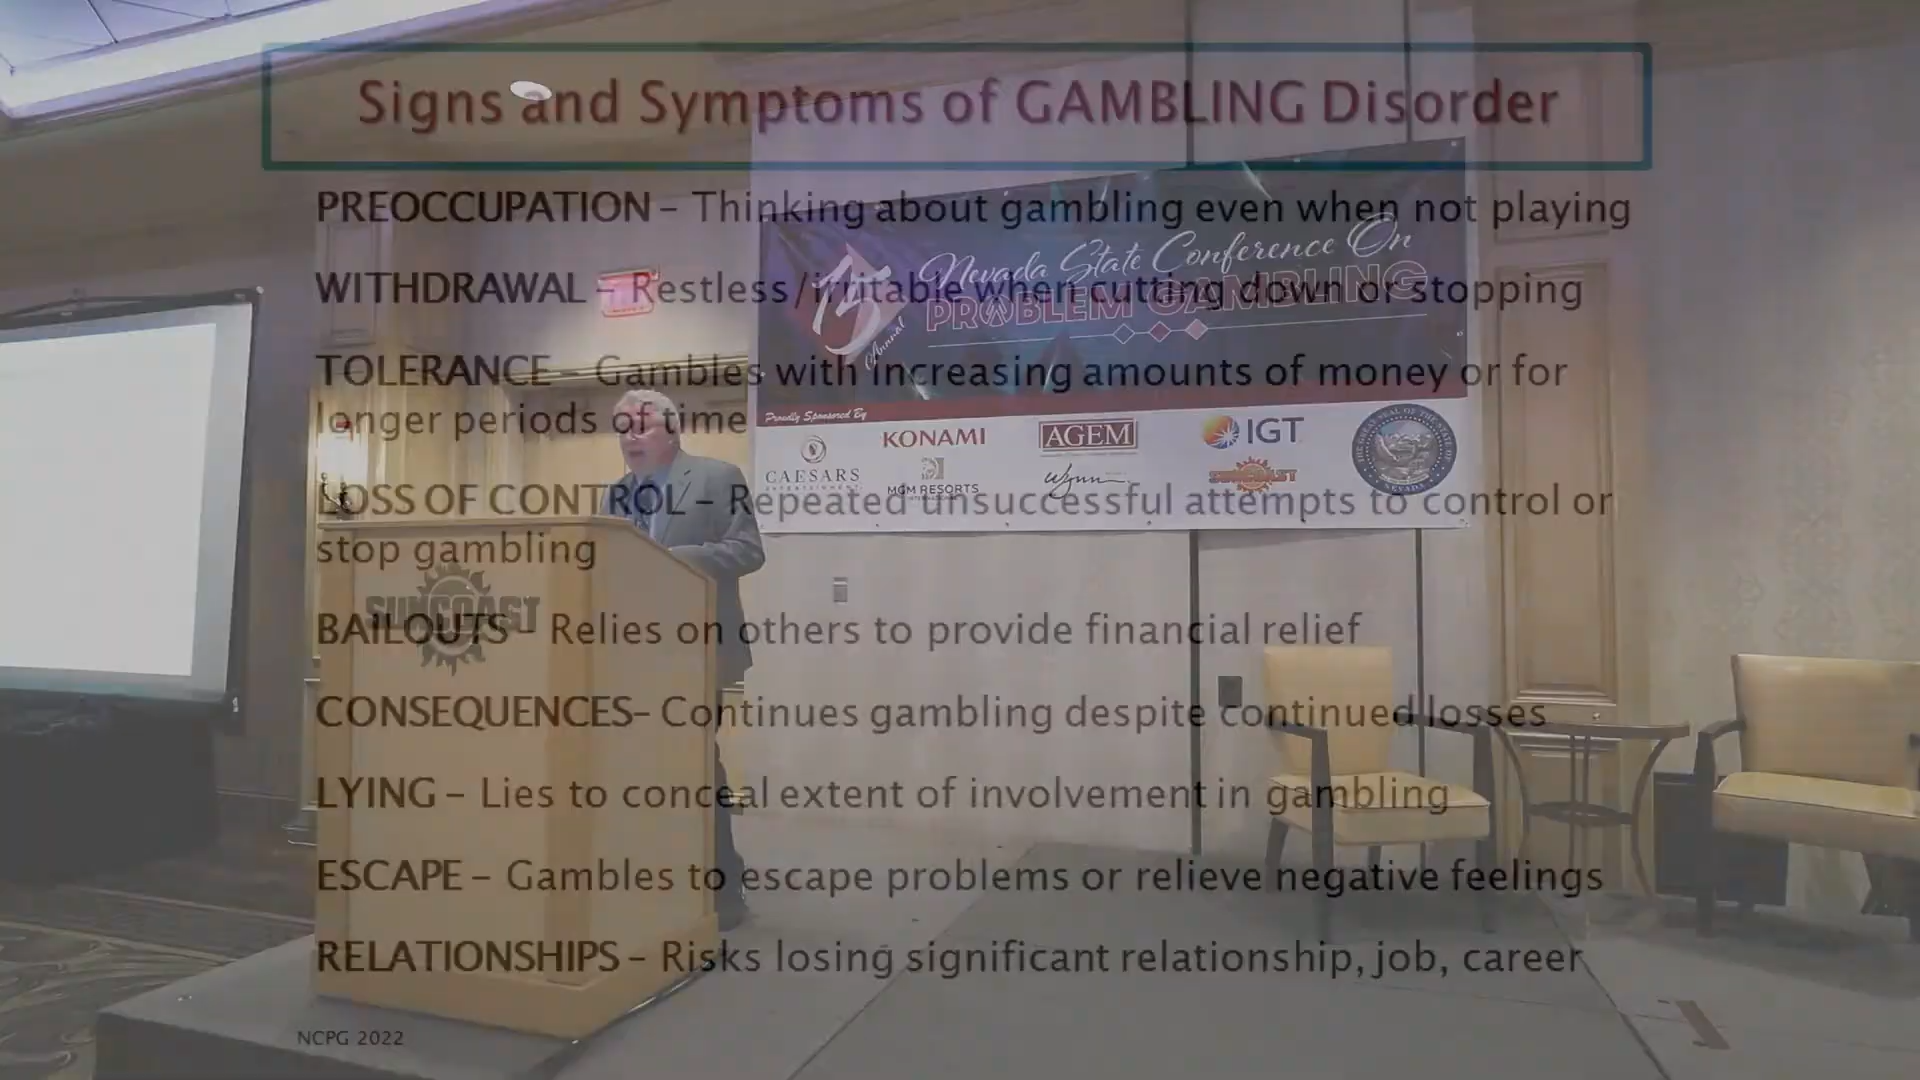 Signs and Symptoms of GAMBLING Disorder
PREOCCUPATION – Thinking about gambling even when not playing
WITHDRAWAL – Restless/irritable when cutting down or stopping
TOLERANCE – Gambles with increasing amounts of money or for
longer periods of time
LOSS OF CONTROL – Repeated unsuccessful attempts to control or
stop gambling
BAILOUTS – Relies on others to provide financial relief
CONSEQUENCES– Continues gambling despite continued losses
LYING – Lies to conceal extent of involvement in gambling
ESCAPE – Gambles to escape problems or relieve negative feelings
RELATIONSHIPS – Risks losing significant relationship, job, career
NCPG 2022
15 Annual
Nevada State Conference On
PROBLEM GAMBLING
Proudly Sponsored By
KONAMI
AGEM
IGT
CAESARS
ENTERTAINMENT
MGM RESORTS
INTERNATIONAL
Wynn
SUNCOAST
SUNCOAST